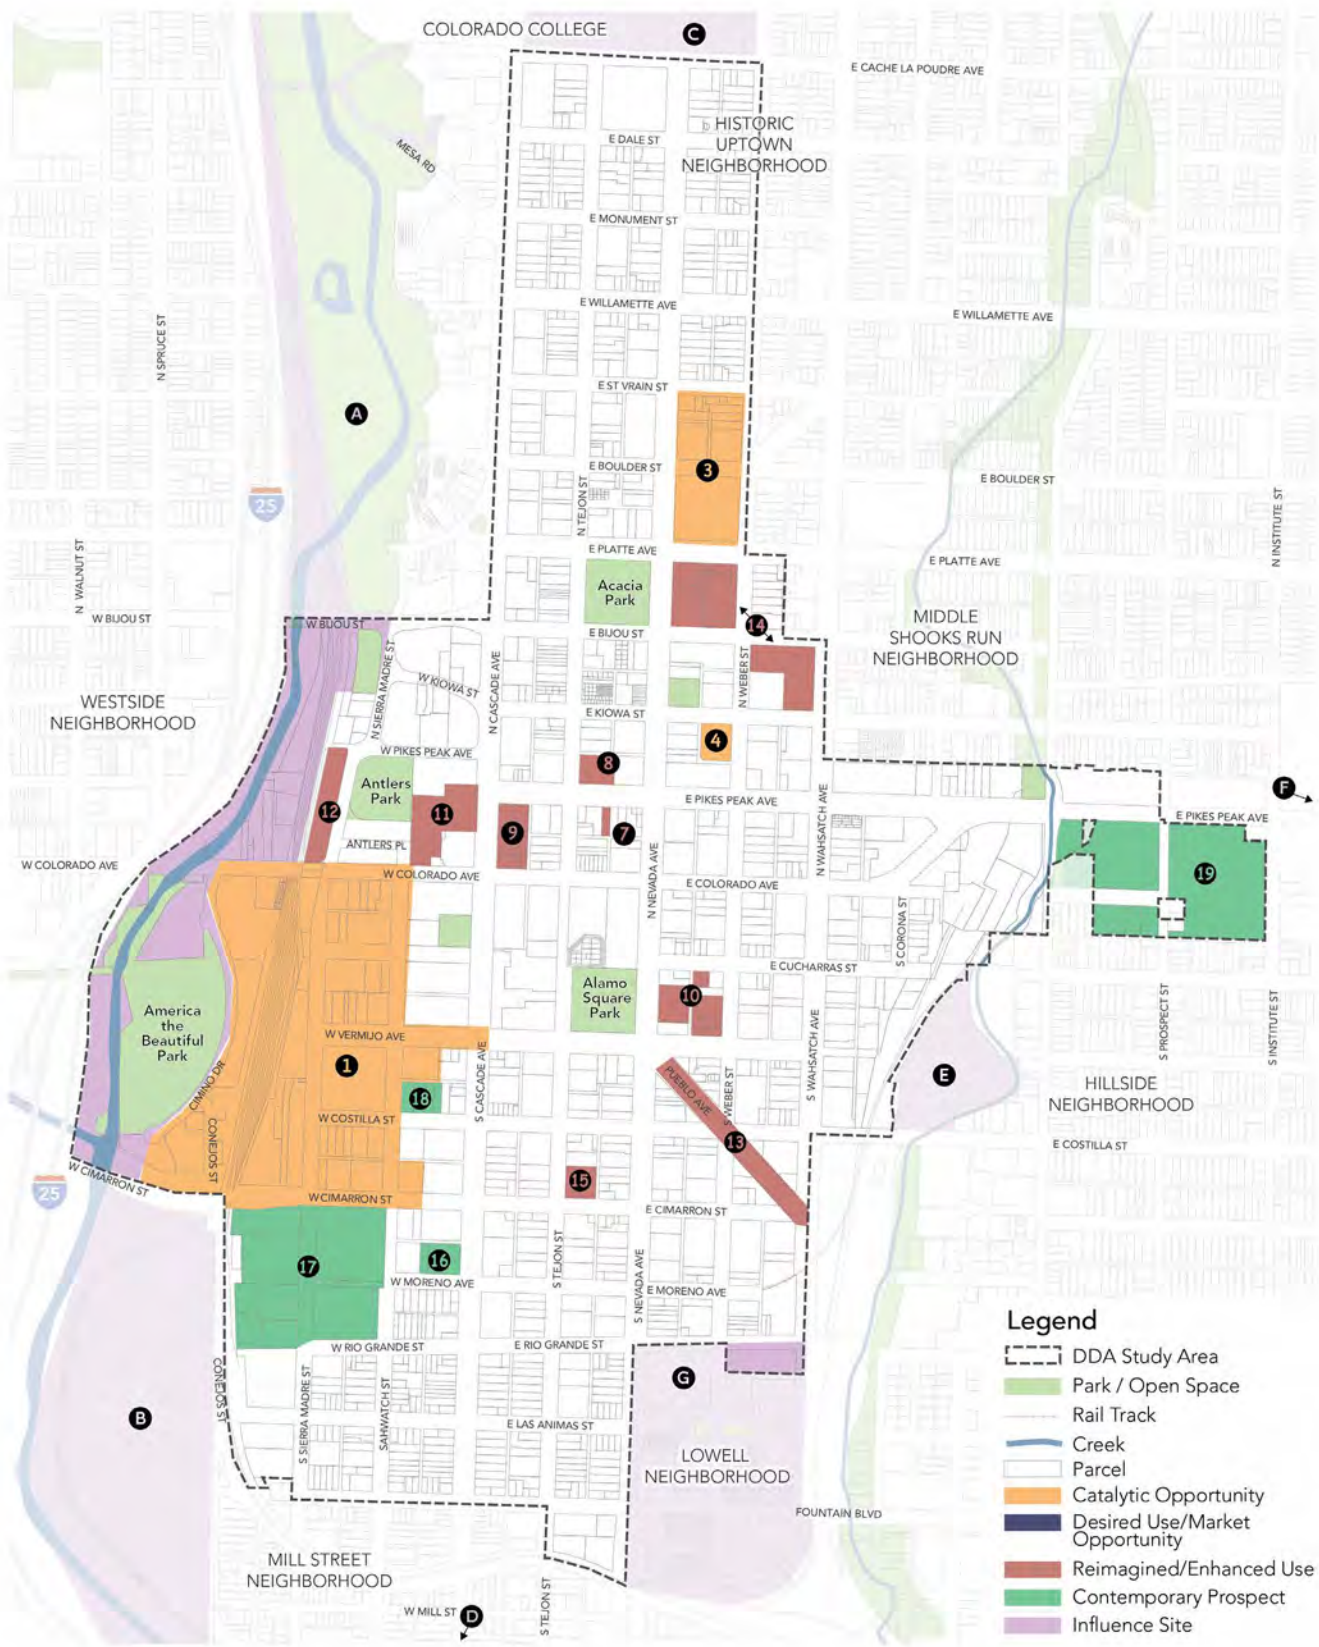 COLORADO COLLEGE
C
E CACHE LA POUDRE AVE
HISTORIC
UPTOWN
NEIGHBORHOOD
E DALE ST
MESA RD
E MONUMENT ST
E WILLAMETTE AVE
E WILLAMETTE AVE
N SPRUCE ST
E ST VRAIN ST
A
E BOULDER ST
3
E BOULDER ST
N TEJON ST
25
N INSTITUTE ST
E PLATTE AVE
E PLATTE AVE
N WALNUT ST
Acacia
Park
W BIJOU ST
W BIJOU ST
E BIJOU ST
14
MIDDLE
SHOOKS RUN
NEIGHBORHOOD
N SIERRA MADRE ST
W KIOWA ST
N CASCADE AVE
N WEBER ST
WESTSIDE
NEIGHBORHOOD
E KIOWA ST
4
W PIKES PEAK AVE
8
Antlers
Park
E PIKES PEAK AVE
F
12
11
9
7
N WAHSATCH AVE
E PIKES PEAK AVE
ANTLERS PL
W COLORADO AVE
W COLORADO AVE
N NEVADA AVE
E COLORADO AVE
19
S CORONA ST
E CUCHARRAS ST
Alamo
Square
Park
10
America
the
Beautiful
Park
W VERMIJO AVE
S PROSPECT ST
S INSTITUTE ST
1
CIMINO DR
S CASCADE AVE
PUEBLO AVE
S WEBER ST
S WAHSATCH AVE
E
HILLSIDE
NEIGHBORHOOD
18
W COSTILLA ST
CONEJOS ST
13
E COSTILLA ST
W CIMARRON ST
25
15
W CIMARRON ST
E CIMARRON ST
17
16
S TEJON ST
S NEVADA AVE
W MORENO AVE
E MORENO AVE
W RIO GRANDE ST
E RIO GRANDE ST
G
CONEJOS ST
S SIERRA MADRE ST
SAHWATCH ST
B
E LAS ANIMAS ST
LOWELL
NEIGHBORHOOD
FOUNTAIN BLVD
MILL STREET
NEIGHBORHOOD
W MILL ST
D
S TEJON ST
Legend
DDA Study Area
Park / Open Space
Rail Track
Creek
Parcel
Catalytic Opportunity
Desired Use/Market
Opportunity
Reimagined/Enhanced Use
Contemporary Prospect
Influence Site